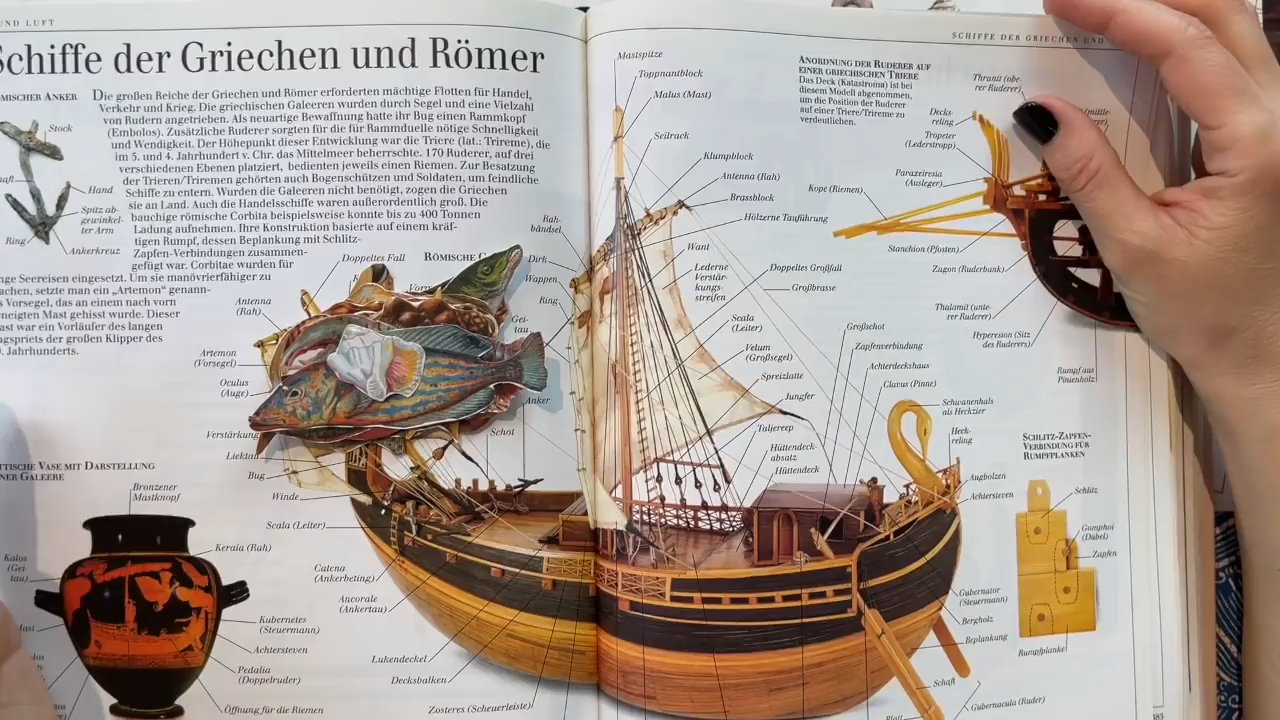 UND LUFT
Schiffe der Griechen und Römer
RÖMISCHER ANKER
Stock
Hand
Spitz ab-
gewinkel-
ter Arm
Ring
Ankerkreuz
Die großen Reiche der Griechen und Römer erforderten mächtige Flotten für Handel,
Verkehr und Krieg. Die griechischen Galeeren wurden durch Segel und eine Vielzahl
von Rudern angetrieben. Als neuartige Bewaffnung hatte ihr Bug einen Rammkopf
(Embolos). Zusätzliche Ruderer sorgten für die für Rammduelle nötige Schnelligkeit
und Wendigkeit. Der Höhepunkt dieser Entwicklung war die Triere (lat.: Trireme), die
im 5. und 4. Jahrhundert v. Chr. das Mittelmeer beherrschte. 170 Ruderer, auf drei
verschiedenen Ebenen platziert, bedienten jeweils einen Riemen. Zur Besatzung
der Trieren/Triremen gehörten auch Bogenschützen und Soldaten, um feindliche
Schiffe zu entern. Wurden die Galeeren nicht benötigt, zogen die Griechen
sie an Land. Auch die Handelsschiffe waren außerordentlich groß. Die
bauchige römische Corbita beispielsweise konnte bis zu 400 Tonnen
Ladung aufnehmen. Ihre Konstruktion basierte auf einem kräf-
tigen Rumpf, dessen Beplankung mit Schlitz-
Zapfen-Verbindungen zusammen-
gefügt war. Corbitae wurden für
nge Seereisen eingesetzt. Um sie manövrierfähiger zu
achen, setzte man ein „Artemon“ genann-
s Vorsegel, das an einem nach vorn
eneigten Mast gehisst wurde. Dieser
ast war ein Vorläufer des langen
ugspriets der großen Klipper des
. Jahrhunderts.
RÖMISCHE C
Doppeltes Fall
Antenna
(Rah)
Artemon
(Vorsegel)
Oculus
(Auge)
Verstärkung
Liektau
Bug
Winde
Scala (Leiter)
Catena
(Ankerbeting)
Ancorale
(Ankertau)
Lukendeckel
Decksbalken
Zosteres (Scheuerleiste)
Rah-
bändsel
Dirk
Wappen
Ring
Gei-
tau
Anker
Schot
ATTISCHE VASE MIT DARSTELLUNG
EINER GALEERE
Bronzener
Mastknopf
Keraia (Rah)
Kalos
(Gei-
tau)
Kubernetes
(Steuermann)
Achtersteven
Pedalia
(Doppelruder)
Öffnung für die Riemen
SCHIFFE DER GRIECHEN UND
Mastspitze
Toppnantblock
Malus (Mast)
Seilrack
Klumpblock
Antenna (Rah)
Brassblock
Hölzerne Tauführung
Want
Lederne
Verstär-
kungs-
streifen
Doppeltes Großfall
Großbrasse
Scala
(Leiter)
Velum
(Großsegel)
Spreizlatte
Jungfer
Taljereep
Hüttendeck-
absatz
Hüttendeck
Großschot
Zapfenverbindung
Achterdeckshaus
Clavus (Pinne)
Schwanenhals
als Heckzier
Heck-
reling
Augbolzen
Achtersteven
Gubernator
(Steuermann)
Bergholz
Beplankung
Schaft
Gubernacula (Ruder)
Blatt
ANORDNUNG DER RUDERER AUF
EINER GRIECHISCHEN TRIERE
Das Deck (Katastroma) ist bei
diesem Modell abgenommen,
um die Position der Ruderer
auf einer Triere/Trireme zu
verdeutlichen.
Thranit (obe-
rer Ruderer)
Decks-
reling
Tropeter
(Lederstropp)
Parexeiresia
(Ausleger)
Kope (Riemen)
Stanchion (Pfosten)
Zugon (Ruderbank)
Thalamit (unte-
rer Ruderer)
Hyperesion (Sitz
des Ruderers)
Rumpf aus
Pinienholz
SCHLITZ-ZAPFEN-
VERBINDUNG FÜR
RUMPFPLANKEN
Schlitz
Gomphoi
(Dübel)
Zapfen
Rumpfplanke